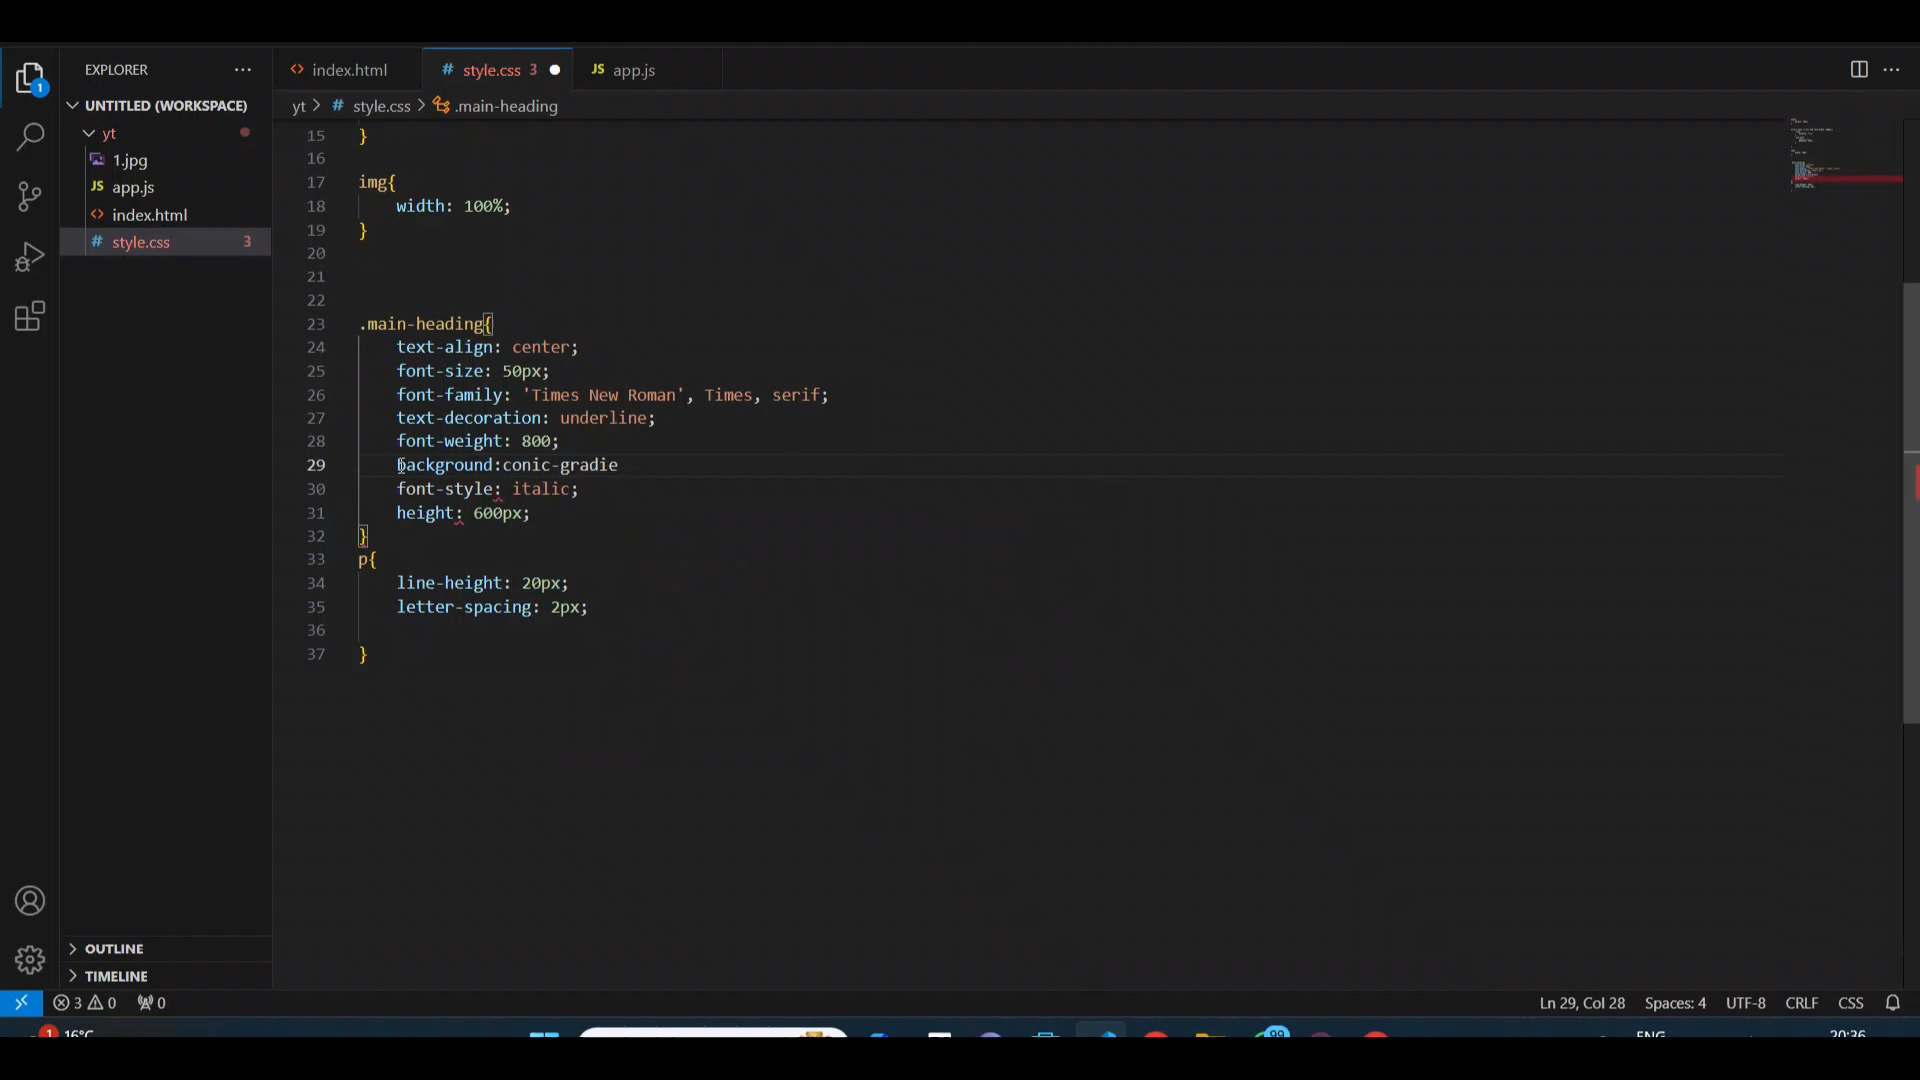 EXPLORER
index.html
style.css 3
app.js
UNTITLED (WORKSPACE)
yt > style.css > .main-heading
yt
1.jpg
app.js
index.html
style.css 3
15 }
16
17 img{
18 width: 100%;
19 }
20
21
22
23 .main-heading{
24 text-align: center;
25 font-size: 50px;
26 font-family: 'Times New Roman', Times, serif;
27 text-decoration: underline;
28 font-weight: 800;
29 background:conic-gradie
30 font-style: italic;
31 height: 600px;
32 }
33 p{
34 line-height: 20px;
35 letter-spacing: 2px;
36
37 }
1
OUTLINE
TIMELINE
3 0 0
Ln 29, Col 28 Spaces: 4 UTF-8 CRLF CSS
1 16°C
99
ENG
20:36